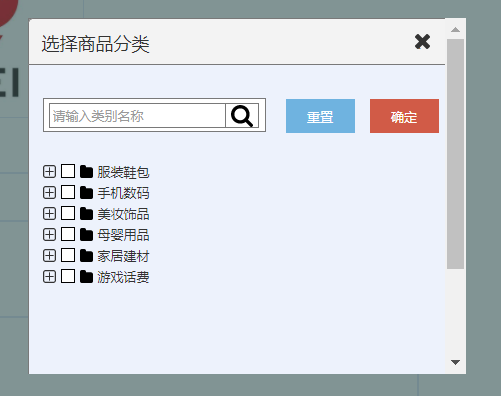 EI
选择商品分类
请输入类别名称
重置
确定
服装鞋包
手机数码
美妆饰品
母婴用品
家居建材
游戏话费